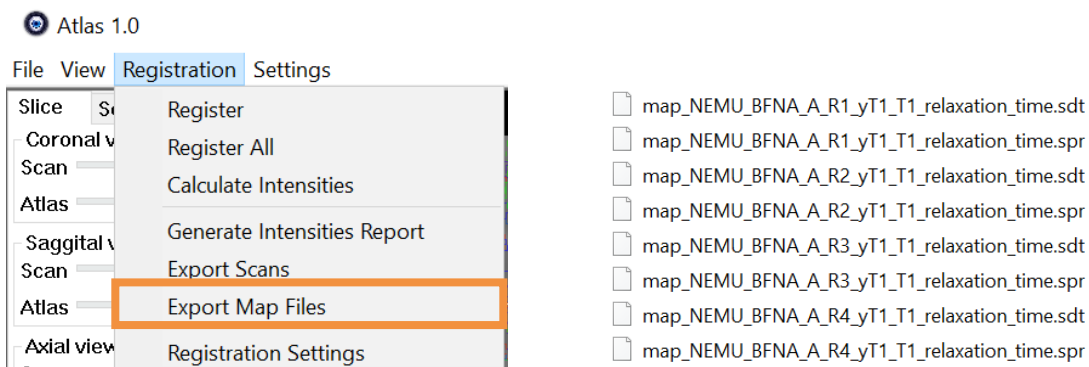 Atlas 1.0
File View Registration Settings
Slice
Coronal v
Scan
Atlas
Saggital v
Scan
Atlas
Axial view
Register
Register All
Calculate Intensities
Generate Intensities Report
Export Scans
Export Map Files
Registration Settings
map_NEMU_BFNA_A_R1_yT1_T1_relaxation_time.sdt
map_NEMU_BFNA_A_R1_yT1_T1_relaxation_time.spr
map_NEMU_BFNA_A_R2_yT1_T1_relaxation_time.sdt
map_NEMU_BFNA_A_R2_yT1_T1_relaxation_time.spr
map_NEMU_BFNA_A_R3_yT1_T1_relaxation_time.sdt
map_NEMU_BFNA_A_R3_yT1_T1_relaxation_time.spr
map_NEMU_BFNA_A_R4_yT1_T1_relaxation_time.sdt
map_NEMU_BFNA_A_R4_yT1_T1_relaxation_time.spr